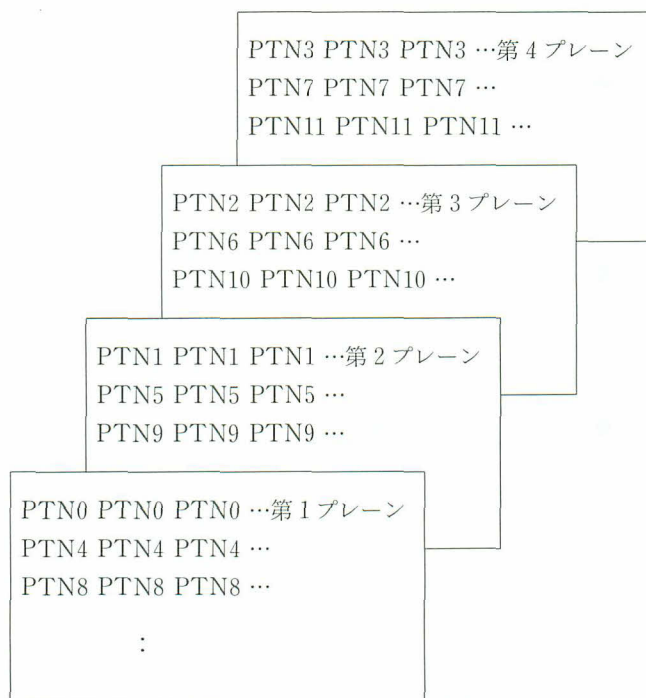 PTN3 PTN3 PTN3 …第4プレーン
PTN7 PTN7 PTN7 …
PTN11 PTN11 PTN11 …
PTN2 PTN2 PTN2 …第3プレーン
PTN6 PTN6 PTN6 …
PTN10 PTN10 PTN10 …
PTN1 PTN1 PTN1 …第2プレーン
PTN5 PTN5 PTN5 …
PTN9 PTN9 PTN9 …
PTN0 PTN0 PTN0 …第1プレーン
PTN4 PTN4 PTN4 …
PTN8 PTN8 PTN8 …
: